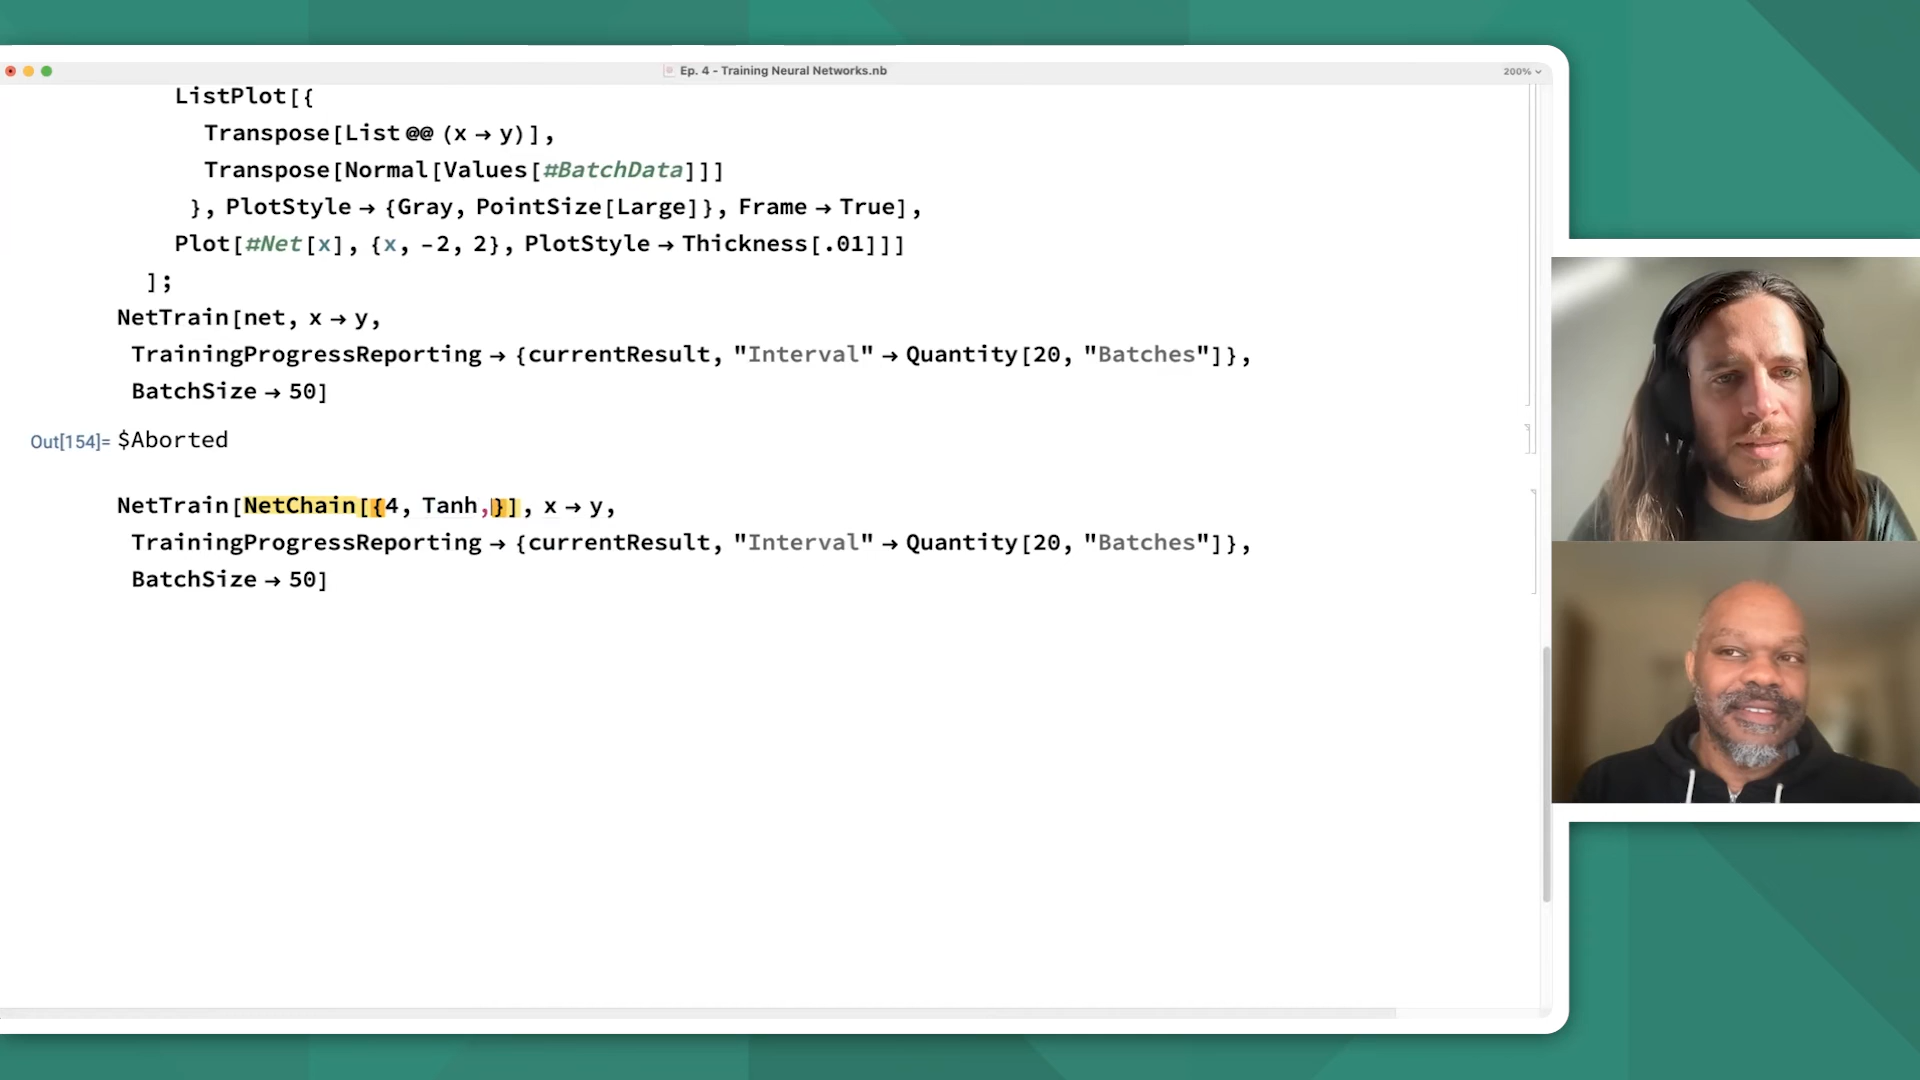 Ep. 4 - Training Neural Networks.nb
200%
ListPlot[{
Transpose[List@@(x→y)],
Transpose[Normal[Values[#BatchData]]]
}, PlotStyle→{Gray, PointSize[Large]}, Frame→True],
Plot[#Net[x], {x, -2, 2}, PlotStyle→Thickness[.01]]]
];
NetTrain[net, x→y,
TrainingProgressReporting→{currentResult, "Interval"→Quantity[20, "Batches"]},
BatchSize→50]
Out[154]= $Aborted
NetTrain[NetChain[{4, Tanh,}], x→y,
TrainingProgressReporting→{currentResult, "Interval"→Quantity[20, "Batches"]},
BatchSize→50]